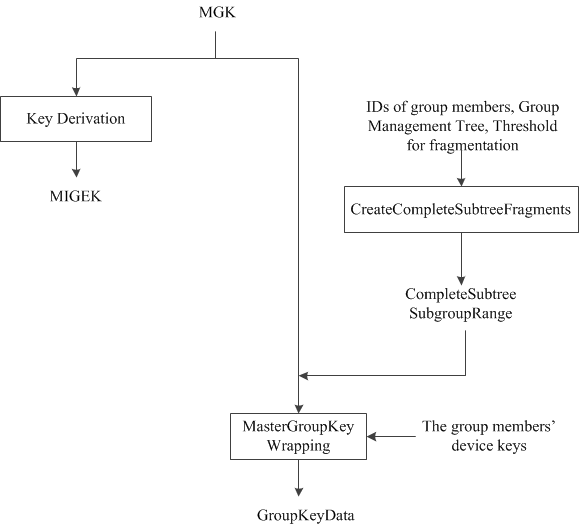 MGK
Key Derivation
MIGEK
IDs of group members, Group
Management Tree, Threshold
for fragmentation
CreateCompleteSubtreeFragments
CompleteSubtree
SubgroupRange
MasterGroupKey
Wrapping
The group members’
device keys
GroupKeyData